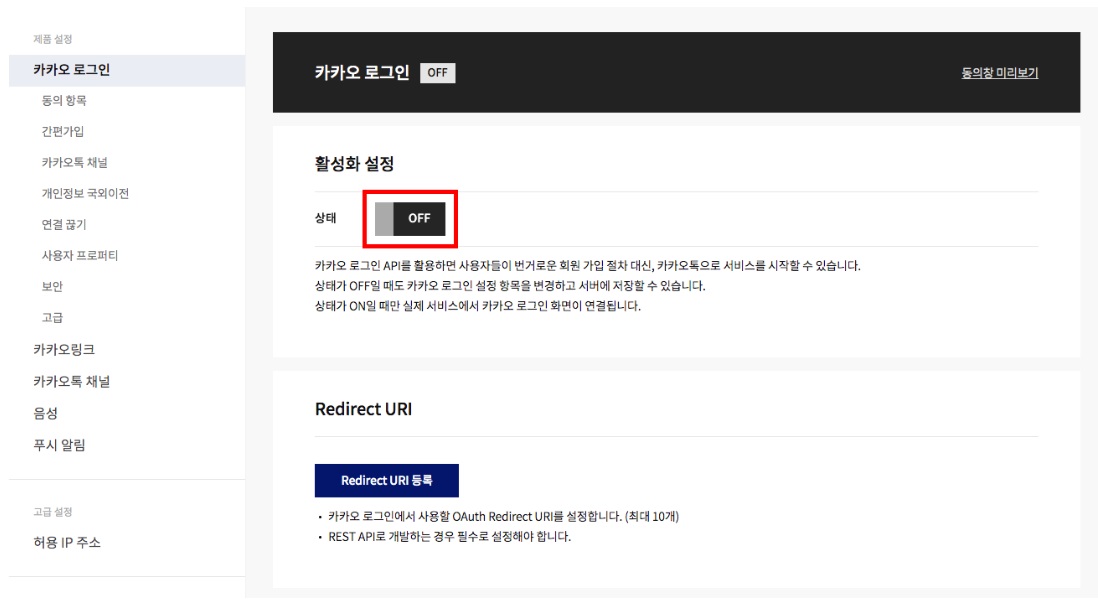 제품 설정
카카오 로그인
동의 항목
간편가입
카카오톡 채널
개인정보 국외이전
연결 끊기
사용자 프로퍼티
보안
고급
카카오링크
카카오톡 채널
음성
푸시 알림
고급 설정
허용 IP 주소
카카오 로그인 OFF
동의창 미리보기
활성화 설정
상태 OFF
카카오 로그인 API를 활용하면 사용자들이 번거로운 회원 가입 절차 대신, 카카오톡으로 서비스를 시작할 수 있습니다.
상태가 OFF일 때도 카카오 로그인 설정 항목을 변경하고 서버에 저장할 수 있습니다.
상태가 ON일 때만 실제 서비스에서 카카오 로그인 화면이 연결됩니다.
Redirect URI
Redirect URI 등록
• 카카오 로그인에서 사용할 OAuth Redirect URI를 설정합니다. (최대 10개)
• REST API로 개발하는 경우 필수로 설정해야 합니다.